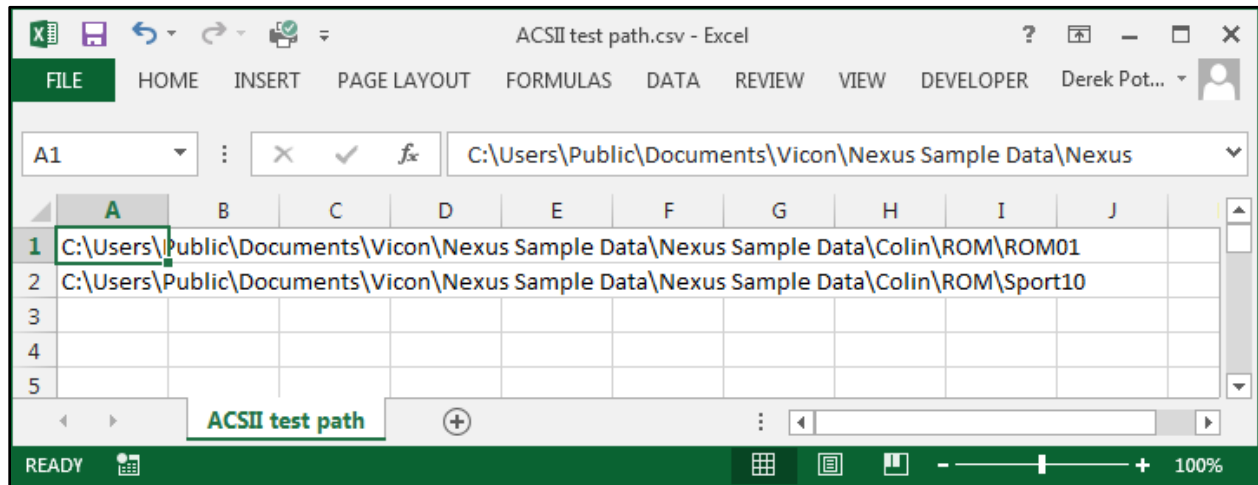 ACSII test path.csv - Excel
FILE HOME INSERT PAGE LAYOUT FORMULAS DATA REVIEW VIEW DEVELOPER Derek Pot...
A1 fx C:\Users\Public\Documents\Vicon\Nexus Sample Data\Nexus
A B C D E F G H I J
1 C:\Users\Public\Documents\Vicon\Nexus Sample Data\Nexus Sample Data\Colin\ROM\ROM01
2 C:\Users\Public\Documents\Vicon\Nexus Sample Data\Nexus Sample Data\Colin\ROM\Sport10
3
4
5
ACSII test path
READY 100%